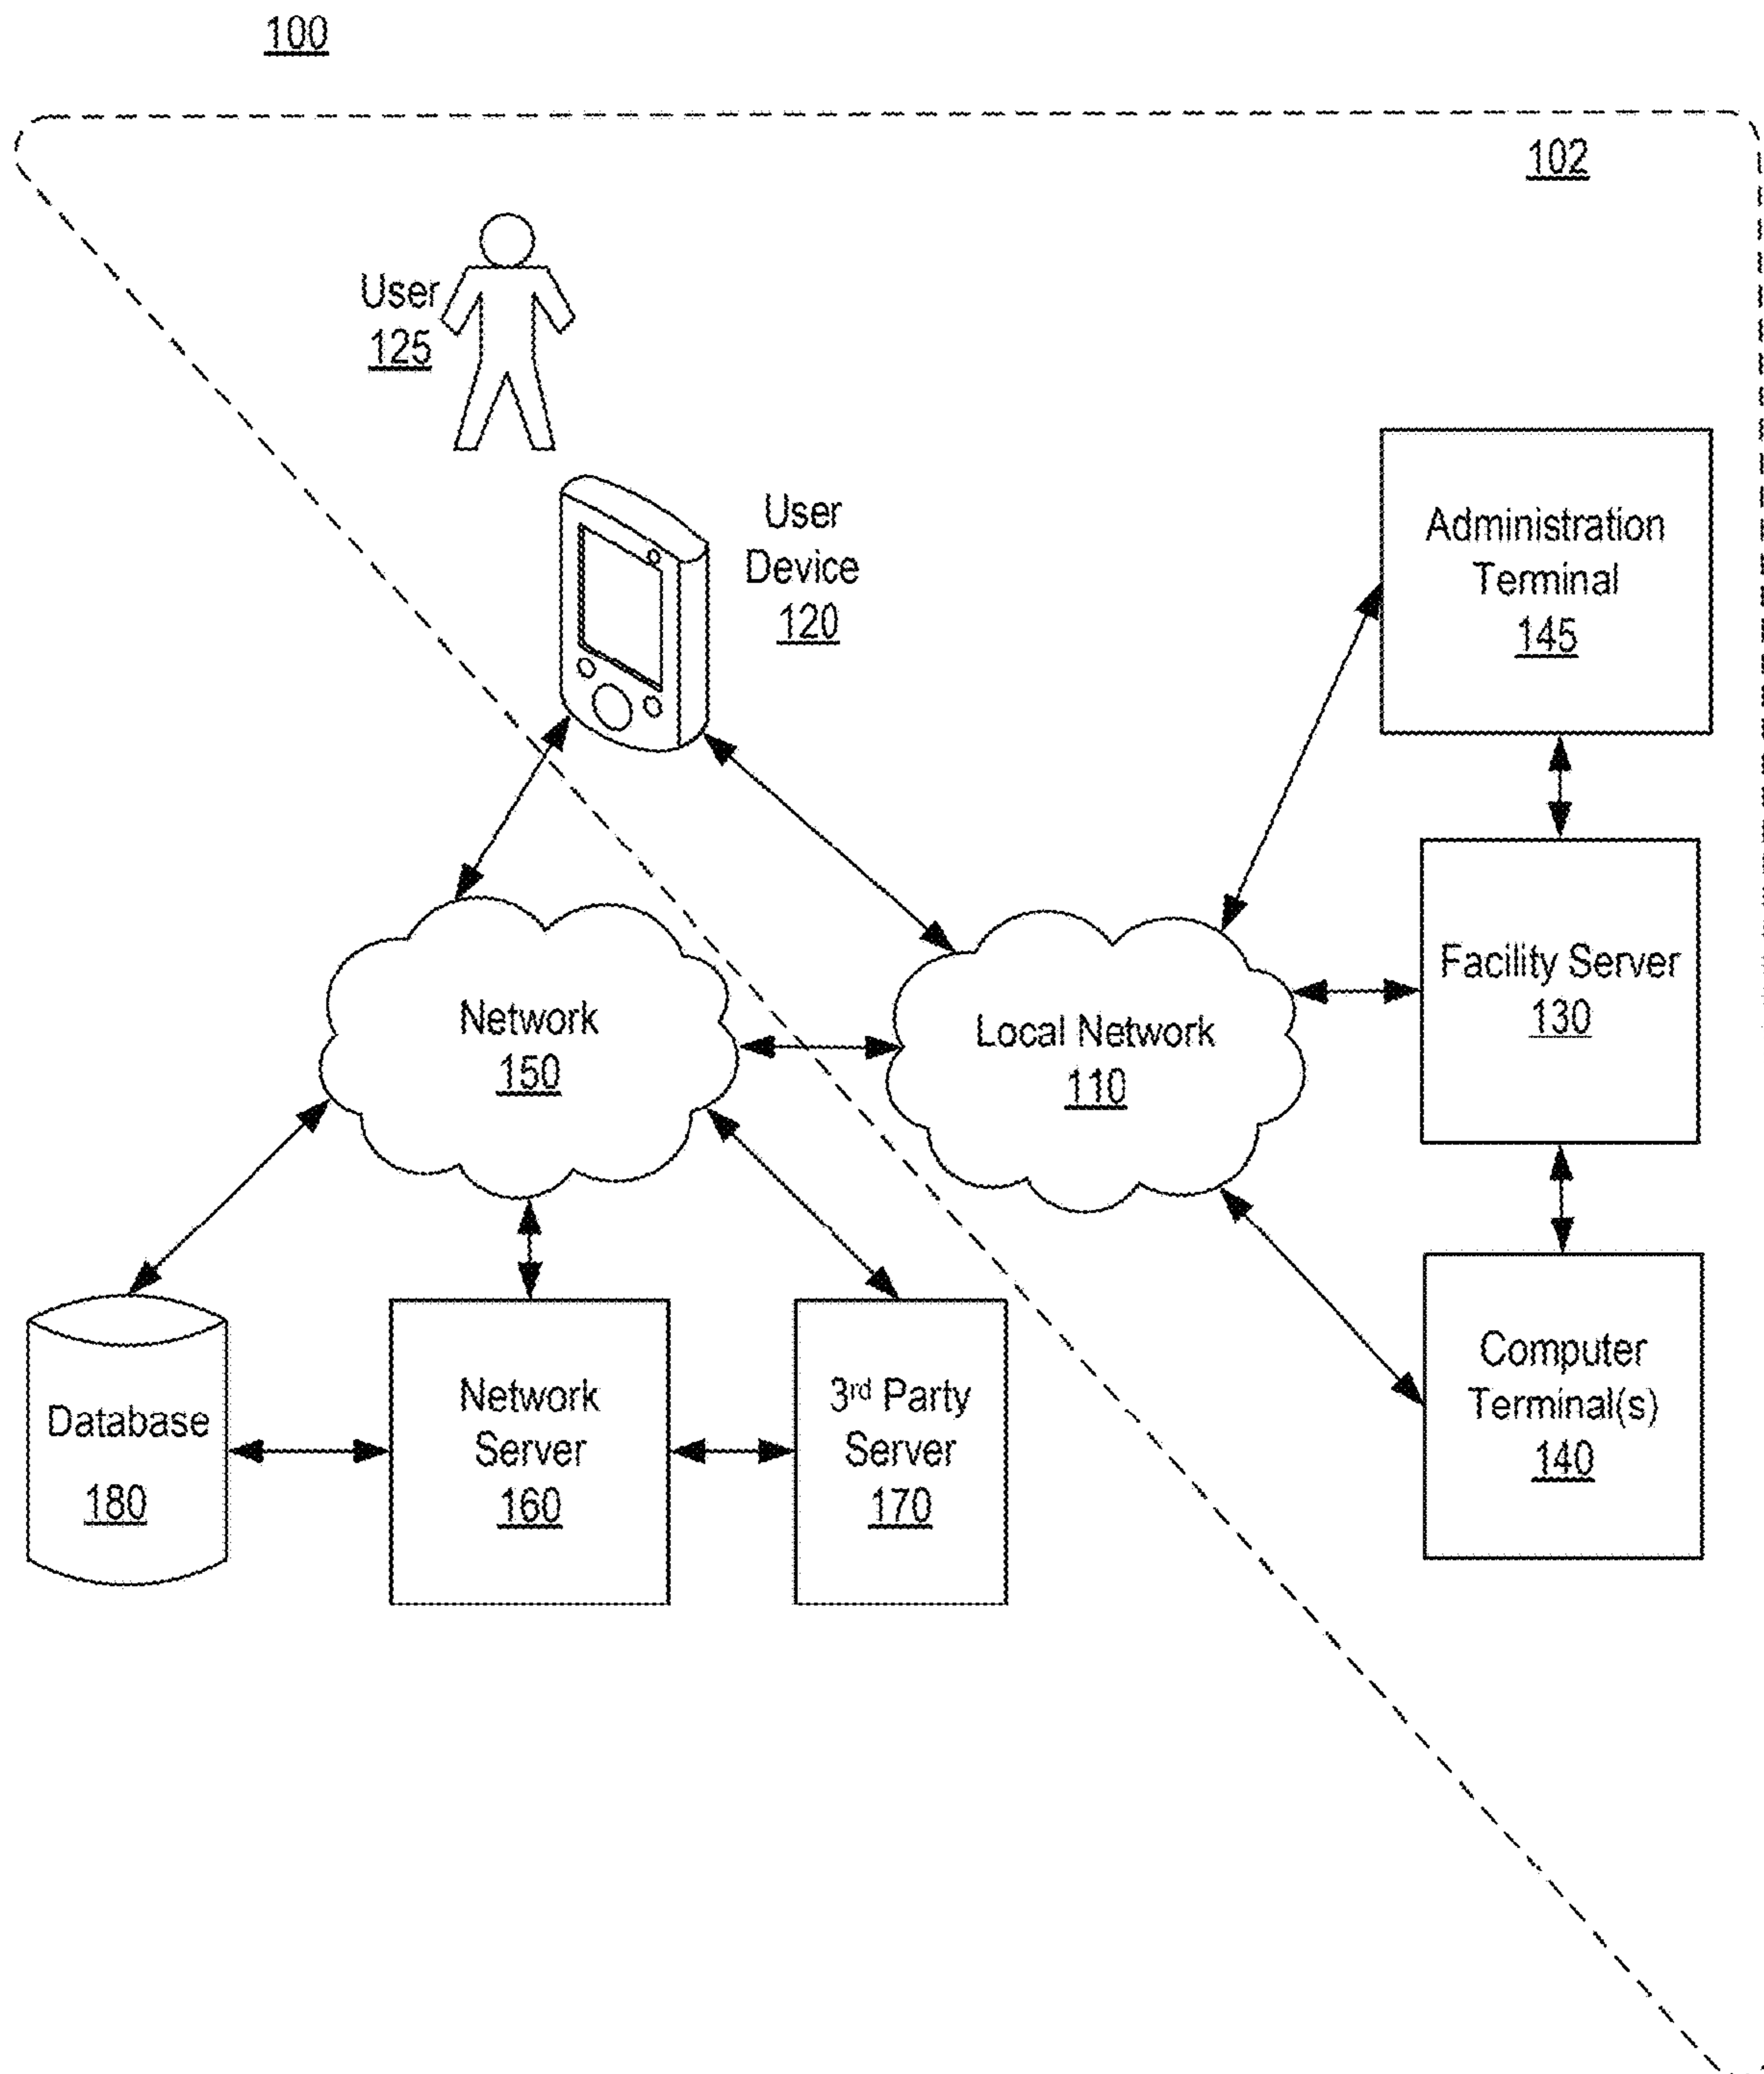 100
102
User
125
User
Device
120
Administration
Terminal
145
Facility Server
130
Network
150
Local Network
110
Computer
Terminal(s)
140
Database
180
Network
Server
160
3rd Party
Server
170